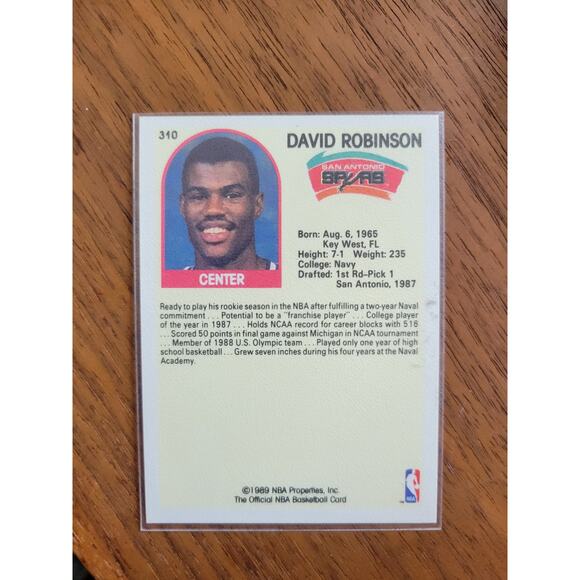 310
DAVID ROBINSON
SAN ANTONIO
SPURS
Born: Aug. 6, 1965
Key West, FL
Height: 7-1 Weight: 235
College: Navy
Drafted: 1st Rd–Pick 1
San Antonio, 1987
CENTER
Ready to play his rookie season in the NBA after fulfilling a two-year Naval
commitment . . . Potential to be a "franchise player" . . . College player
of the year in 1987 . . . Holds NCAA record for career blocks with 516
. . . Scored 50 points in final game against Michigan in NCAA tournament
. . . Member of 1988 U.S. Olympic team . . . Played only one year of high
school basketball . . . Grew seven inches during his four years at the Naval
Academy.
©1989 NBA Properties, Inc.
The Official NBA Basketball Card
NBA